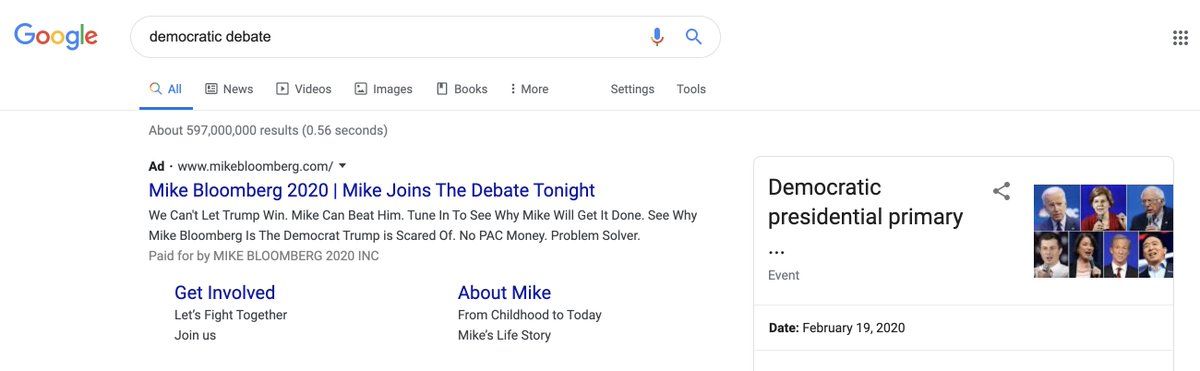 Google
democratic debate
All News Videos Images Books More Settings Tools
About 597,000,000 results (0.56 seconds)
Ad · www.mikebloomberg.com/
Mike Bloomberg 2020 | Mike Joins The Debate Tonight
We Can't Let Trump Win. Mike Can Beat Him. Tune In To See Why Mike Will Get It Done. See Why
Mike Bloomberg Is The Democrat Trump is Scared Of. No PAC Money. Problem Solver.
Paid for by MIKE BLOOMBERG 2020 INC
Get Involved
Let's Fight Together
Join us
About Mike
From Childhood to Today
Mike's Life Story
Democratic
presidential primary
...
Event
Date: February 19, 2020